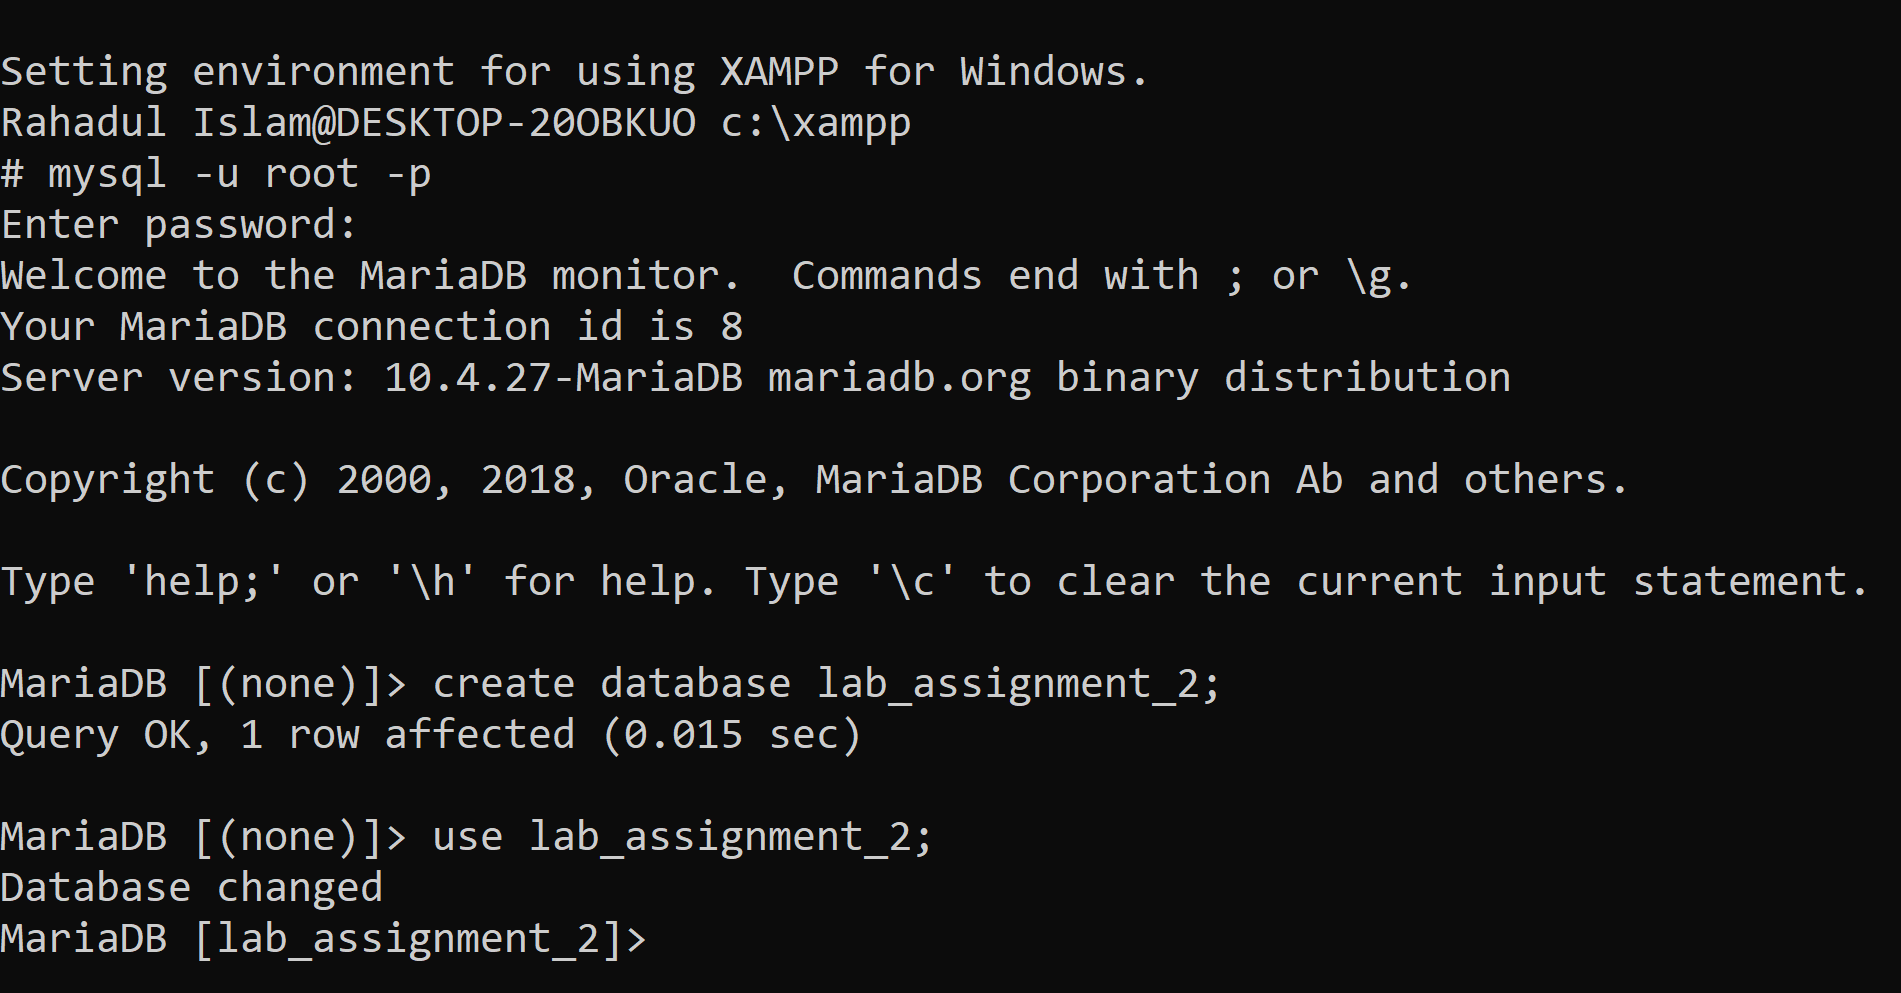 Setting environment for using XAMPP for Windows.
Rahadul Islam@DESKTOP-20OBKUO c:\xampp
# mysql -u root -p
Enter password:
Welcome to the MariaDB monitor.  Commands end with ; or \g.
Your MariaDB connection id is 8
Server version: 10.4.27-MariaDB mariadb.org binary distribution

Copyright (c) 2000, 2018, Oracle, MariaDB Corporation Ab and others.

Type 'help;' or '\h' for help. Type '\c' to clear the current input statement.

MariaDB [(none)]> create database lab_assignment_2;
Query OK, 1 row affected (0.015 sec)

MariaDB [(none)]> use lab_assignment_2;
Database changed
MariaDB [lab_assignment_2]>